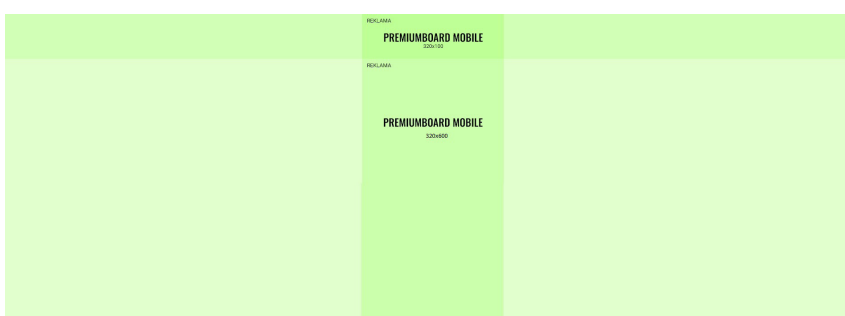 REKLAMA
PREMIUMBOARD MOBILE
320x100
REKLAMA
PREMIUMBOARD MOBILE
320x600